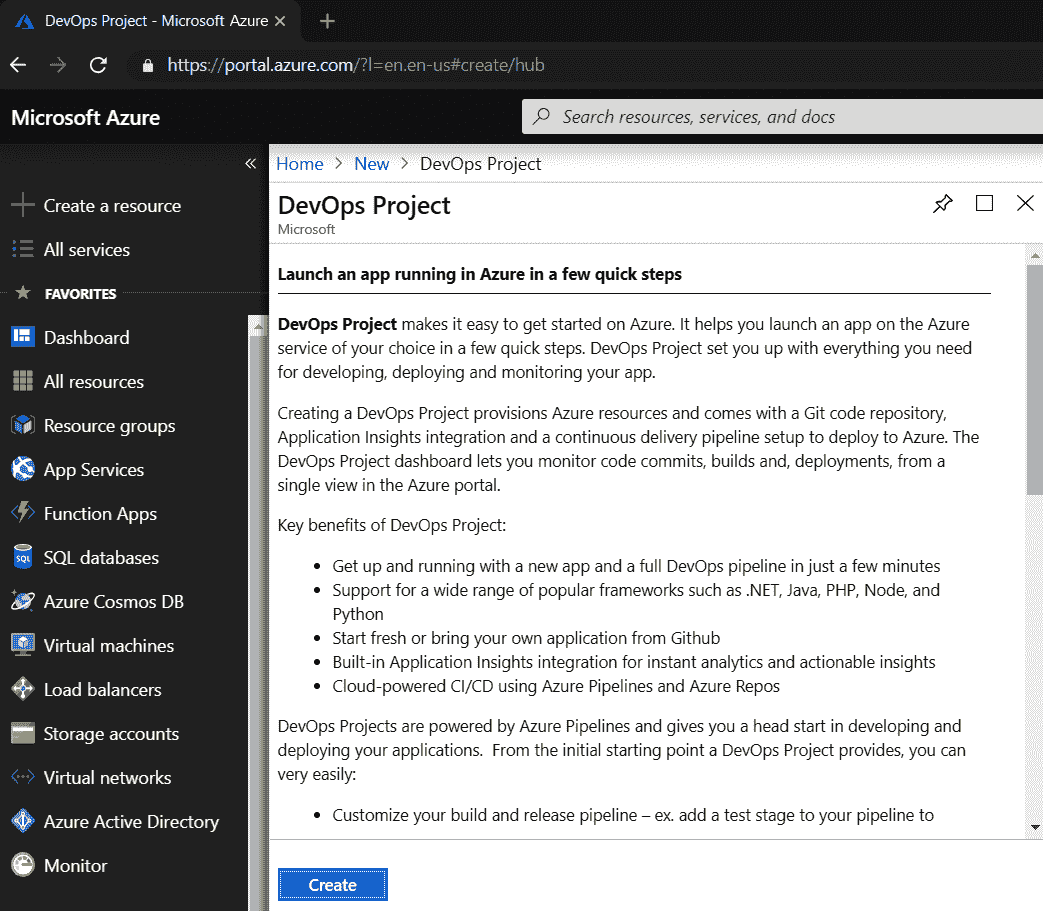 DevOps Project - Microsoft Azure
https://portal.azure.com/?l=en.en-us#create/hub
Microsoft Azure
Search resources, services, and docs
Create a resource
All services
FAVORITES
Dashboard
All resources
Resource groups
App Services
Function Apps
SQL
SQL databases
Azure Cosmos DB
Virtual machines
Load balancers
Storage accounts
Virtual networks
Azure Active Directory
Monitor
Home > New > DevOps Project
DevOps Project
Microsoft
Launch an app running in Azure in a few quick steps
DevOps Project makes it easy to get started on Azure. It helps you launch an app on the Azure
service of your choice in a few quick steps. DevOps Project set you up with everything you need
for developing, deploying and monitoring your app.
Creating a DevOps Project provisions Azure resources and comes with a Git code repository,
Application Insights integration and a continuous delivery pipeline setup to deploy to Azure. The
DevOps Project dashboard lets you monitor code commits, builds and, deployments, from a
single view in the Azure portal.
Key benefits of DevOps Project:
• Get up and running with a new app and a full DevOps pipeline in just a few minutes
• Support for a wide range of popular frameworks such as .NET, Java, PHP, Node, and
Python
• Start fresh or bring your own application from Github
• Built-in Application Insights integration for instant analytics and actionable insights
• Cloud-powered CI/CD using Azure Pipelines and Azure Repos
DevOps Projects are powered by Azure Pipelines and gives you a head start in developing and
deploying your applications.  From the initial starting point a DevOps Project provides, you can
very easily:
• Customize your build and release pipeline – ex. add a test stage to your pipeline to
Create